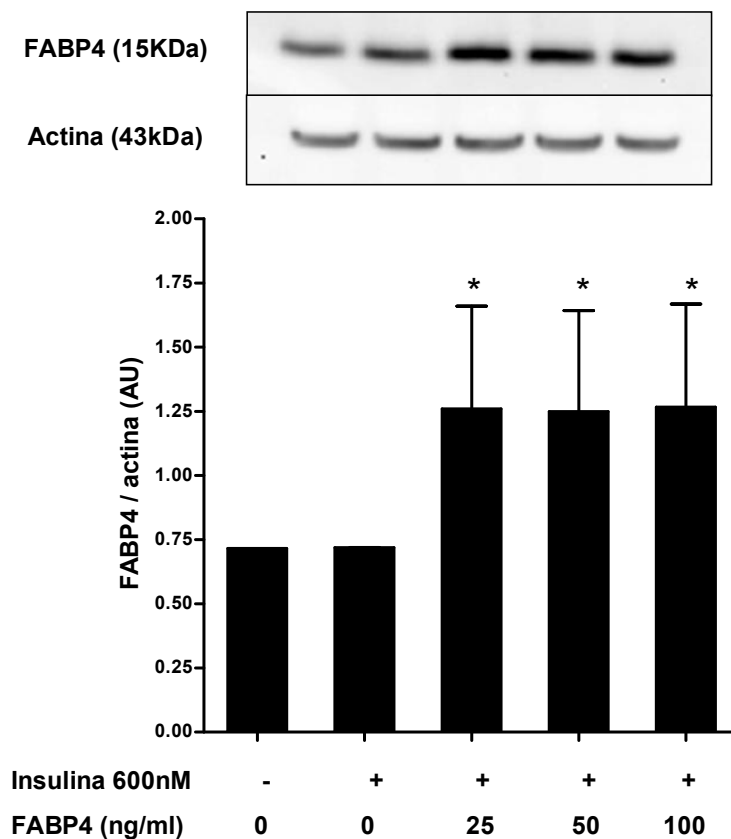 FABP4 (15KDa)
Actina (43kDa)
2.00
1.75
1.50
1.25
1.00
0.75
0.50
0.25
0.00
FABP4 / actina (AU)
* * *
Insulina 600nM - + + + +
FABP4 (ng/ml) 0 0 25 50 100